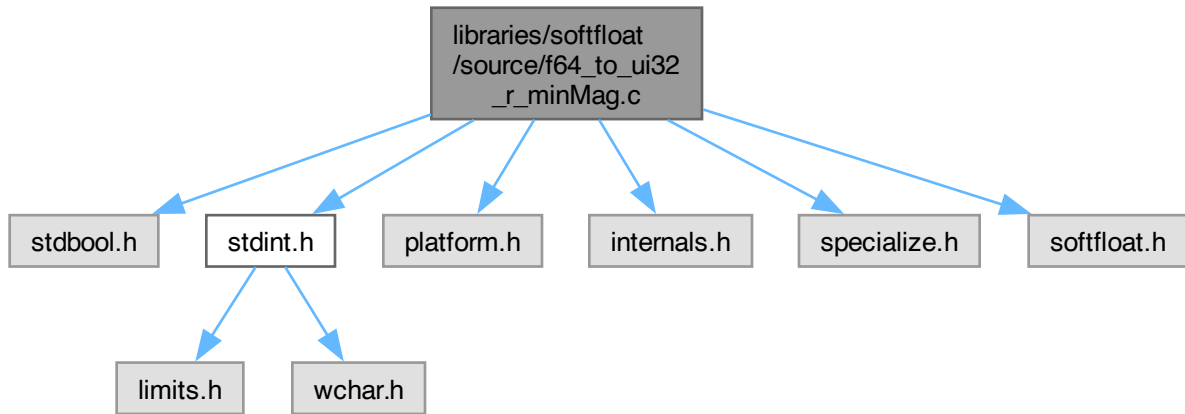 libraries/softfloat
/source/f64_to_ui32
_r_minMag.c
stdbool.h
stdint.h
platform.h
internals.h
specialize.h
softfloat.h
limits.h
wchar.h